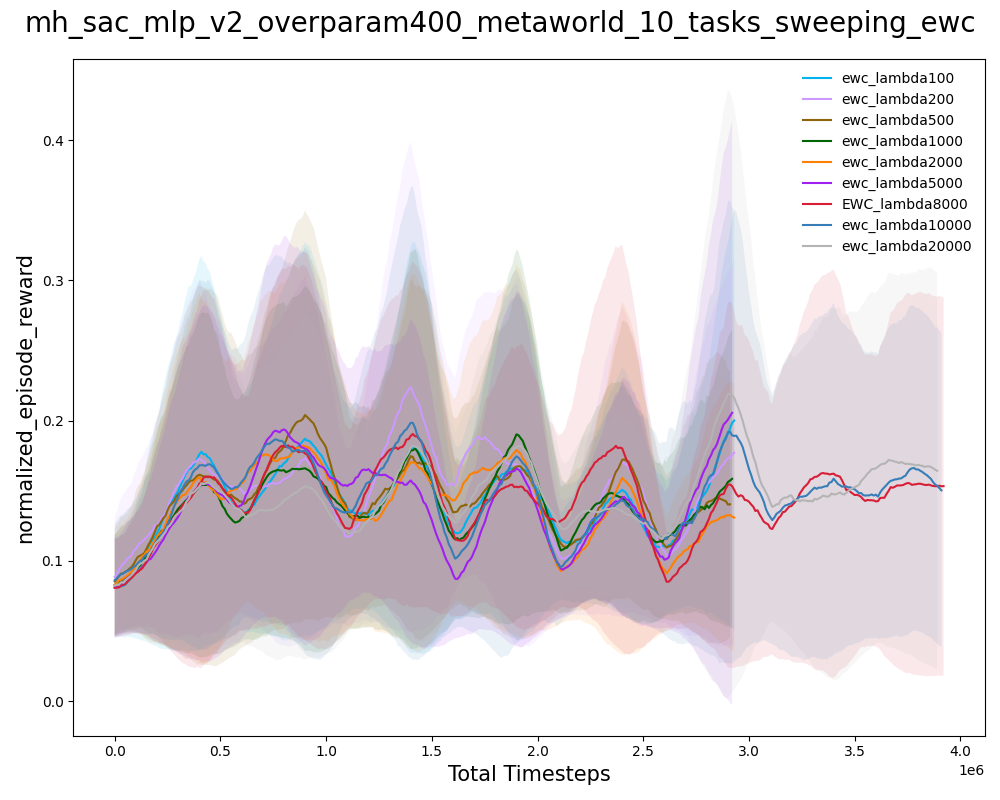 mh_sac_mlp_v2_overparam400_metaworld_10_tasks_sweeping_ewc
ewc_lambda100
ewc_lambda200
ewc_lambda500
ewc_lambda1000
ewc_lambda2000
ewc_lambda5000
EWC_lambda8000
ewc_lambda10000
ewc_lambda20000
normalized_episode_reward
0.4
0.3
0.2
0.1
0.0
0.0 0.5 1.0 1.5 2.0 2.5 3.0 3.5 4.0
1e6
Total Timesteps